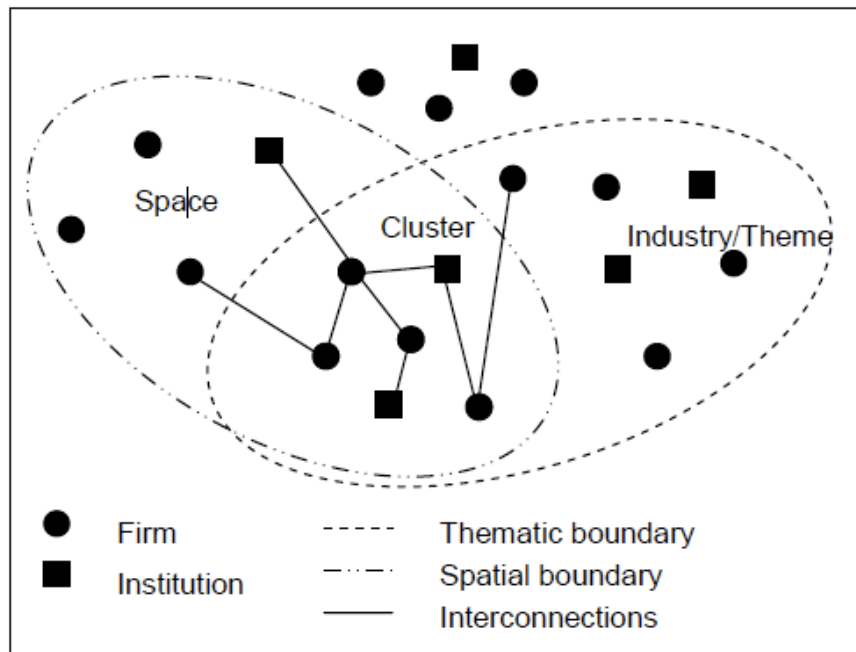 Space
Cluster
Industry/Theme
Firm
Institution
Thematic boundary
Spatial boundary
Interconnections